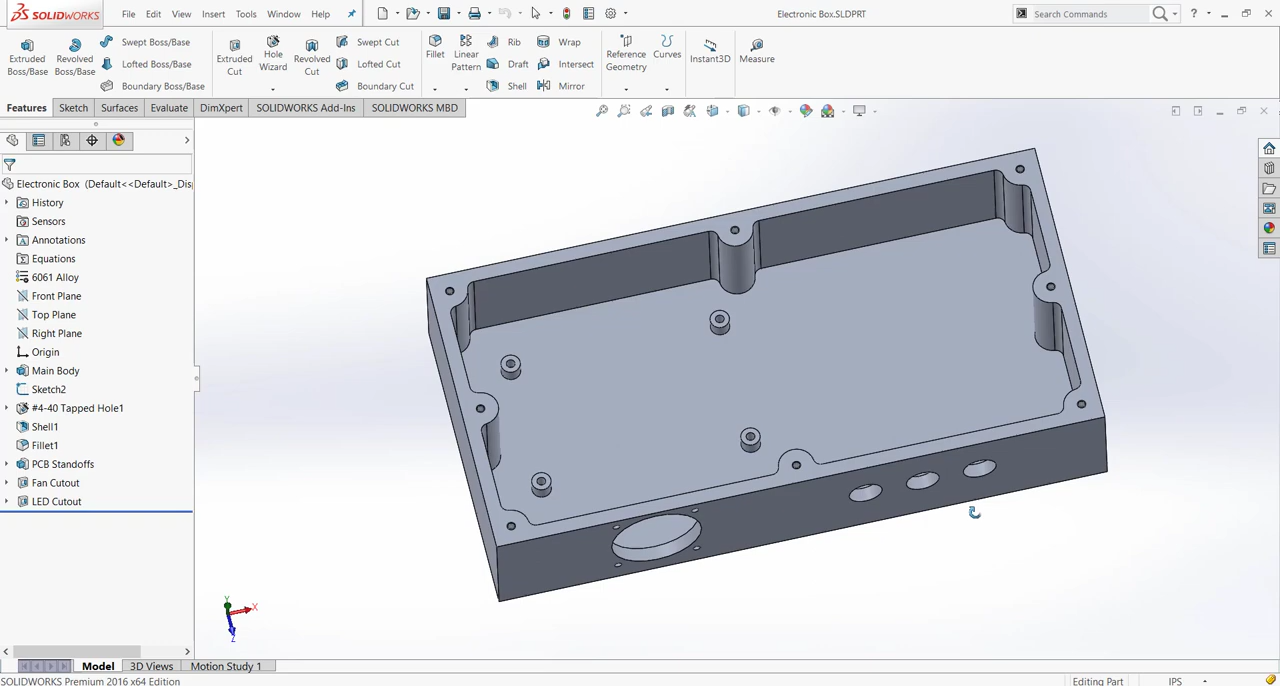 SOLIDWORKS File Edit View Insert Tools Window Help Electronic Box.SLDPRT Search Commands ?
Extruded Boss/Base
Revolved Boss/Base
Swept Boss/Base
Lofted Boss/Base
Boundary Boss/Base
Extruded Cut
Hole Wizard
Revolved Cut
Swept Cut
Lofted Cut
Boundary Cut
Fillet
Linear Pattern
Rib
Draft
Shell
Wrap
Intersect
Mirror
Reference Geometry
Curves
Instant3D
Measure
Features Sketch Surfaces Evaluate DimXpert SOLIDWORKS Add-Ins SOLIDWORKS MBD
Electronic Box (Default<<Default>_Dis
History
Sensors
Annotations
Equations
6061 Alloy
Front Plane
Top Plane
Right Plane
Origin
Main Body
Sketch2
#4-40 Tapped Hole1
Shell1
Fillet1
PCB Standoffs
Fan Cutout
LED Cutout
Y
X
Z
Model 3D Views Motion Study 1
SOLIDWORKS Premium 2016 x64 Edition Editing Part IPS